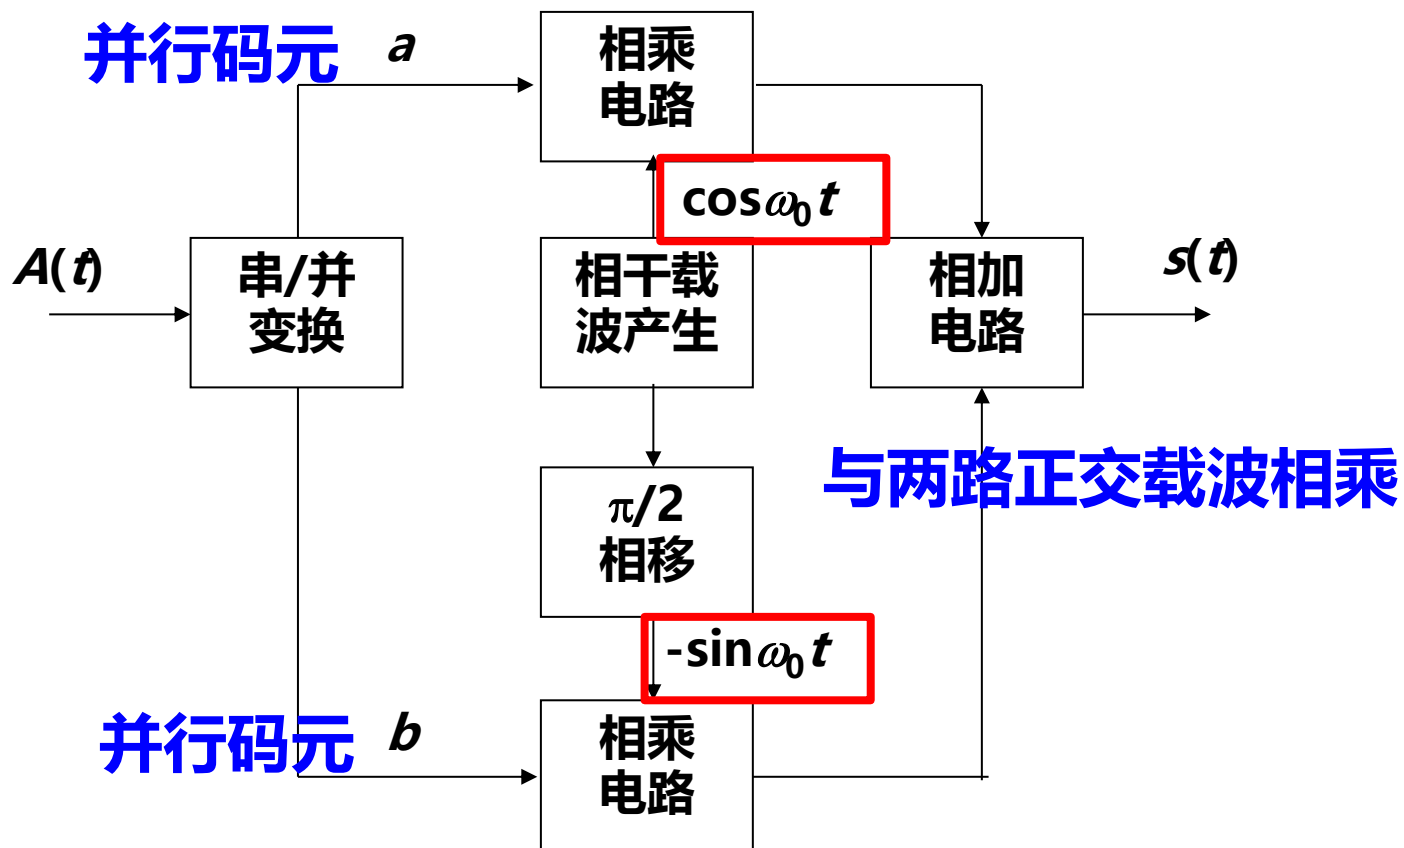 并行码元 a
相乘
电路
cosω₀t
A(t)
串/并
变换
相干载
波产生
相加
电路
s(t)
与两路正交载波相乘
π/2
相移
-sinω₀t
并行码元 b
相乘
电路